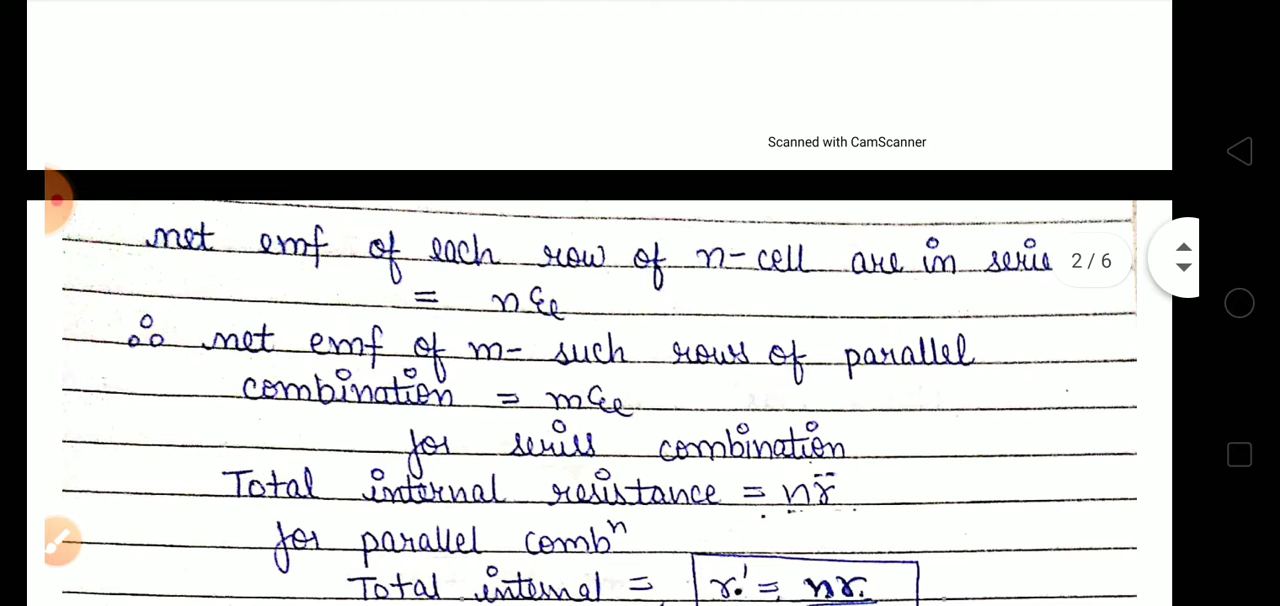 Scanned with CamScanner
net emf of each row of n-cell are in serie
2 / 6
= nεe
∴ net emf of m- such rows of parallel
combination = mεe
for series combination
Total internal resistance = nr
for parallel combⁿ
Total internal = r' = nr